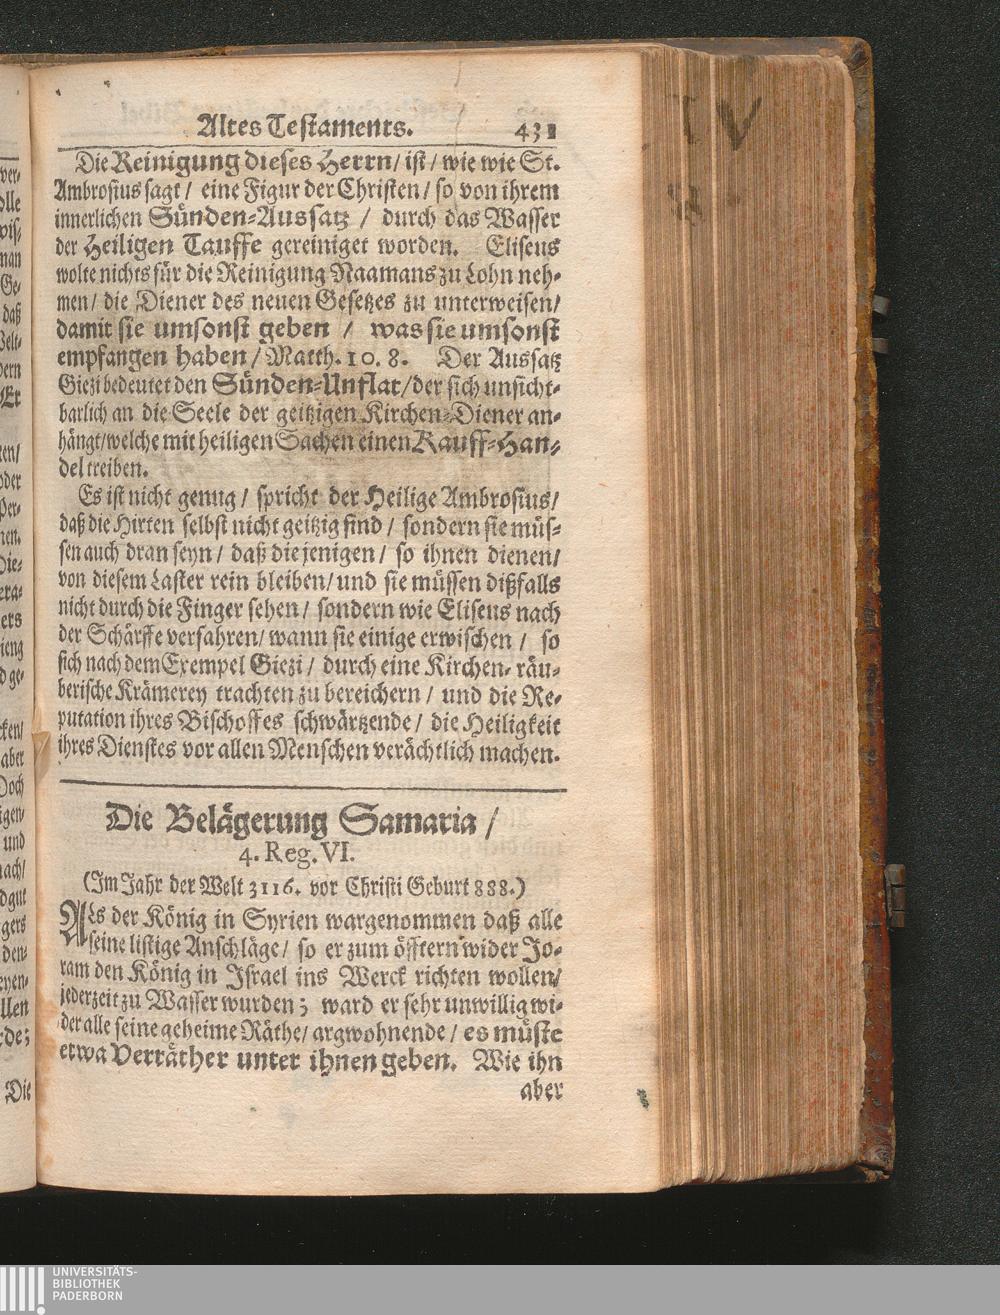 Altes Testaments. 431
Die Reinigung dieses Herrn/ ist/ wie wie St.
Ambrosius sagt/ eine Figur der Christen/ so von ihrem
innerlichen Sünden-Aussatz/ durch das Wasser
der Heiligen Tauffe gereiniget worden. Eliseus
wolte nichts für die Reinigung Naamans zu Lohn neh-
men/ die Diener des neuen Gesetzes zu unterweisen/
damit sie umsonst geben/ was sie umsonst
empfangen haben/ Matth. 10. 8. Der Aussatz
Giezi bedeutet den Sünden-Unflat/ der sich unsicht-
barlich an die Seele der geitzigen Kirchen-Diener an-
hängt/ welche mit heiligen Sachen einen Kauff-Han-
del treiben.
Es ist nicht genug/ spricht der Heilige Ambrosius/
daß die Hirten selbst nicht geitzig sind/ sondern sie müs-
sen auch dran seyn/ daß die jenigen/ so ihnen dienen/
von diesem Laster rein bleiben/ und sie müssen dißfalls
nicht durch die Finger sehen/ sondern wie Eliseus nach
der Schärffe verfahren/ wann sie einige erwischen/ so
sich nach dem Exempel Giezi/ durch eine Kirchen-räu-
berische Krämerey trachten zu bereichern/ und die Re-
putation ihres Bischoffes schwärtzende/ die Heiligkeit
ihres Dienstes vor allen Menschen verächtlich machen.
Die Belägerung Samaria/
4. Reg. VI.
(Im Jahr der Welt 3116. vor Christi Geburt 888.)
Als der König in Syrien wargenommen daß alle
seine listige Anschläge/ so er zum öfftern wider Jo-
ram den König in Israel ins Werck richten wollen/
jederzeit zu Wasser wurden; ward er sehr unwillig wi-
der alle seine geheime Räthe/ argwohnende/ es müste
etwa Verräther unter ihnen geben. Wie ihn
aber
UNIVERSITÄTS-
BIBLIOTHEK
PADERBORN